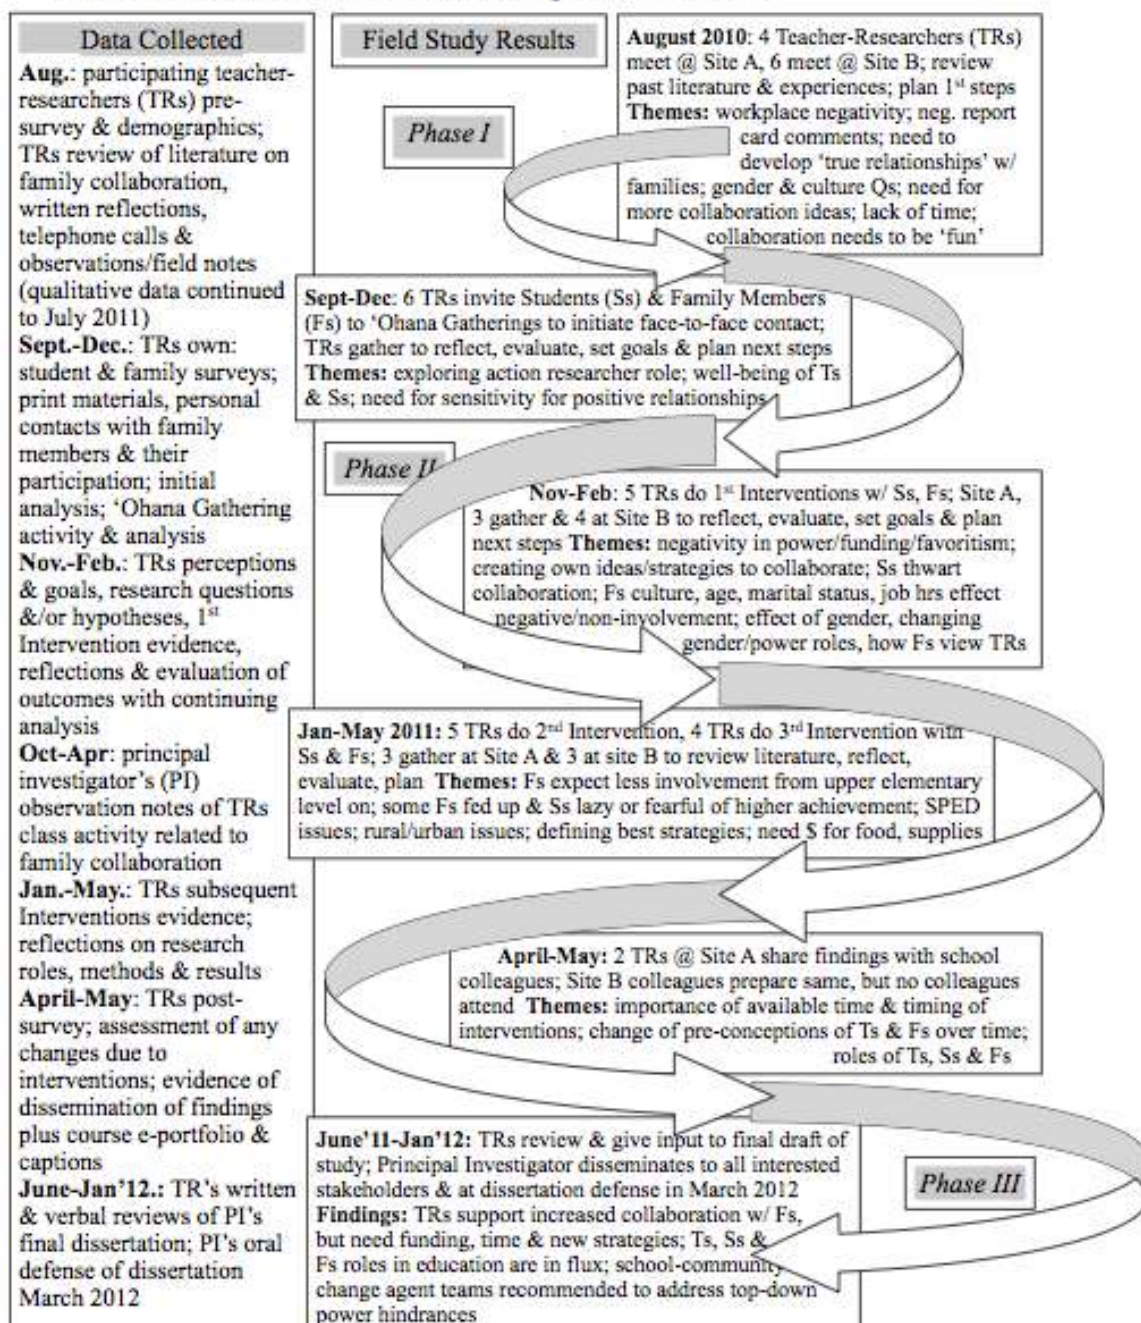 Data Collected
Aug.: participating teacher-
researchers (TRs) pre-
survey & demographics;
TRs review of literature on
family collaboration,
written reflections,
telephone calls &
observations/field notes
(qualitative data continued
to July 2011)
Sept.-Dec.: TRs own:
student & family surveys;
print materials, personal
contacts with family
members & their
participation; initial
analysis; ‘Ohana Gathering
activity & analysis
Nov.-Feb.: TRs perceptions
& goals, research questions
&/or hypotheses, 1st
Intervention evidence,
reflections & evaluation of
outcomes with continuing
analysis
Oct-Apr: principal
investigator’s (PI)
observation notes of TRs
class activity related to
family collaboration
Jan.-May.: TRs subsequent
Interventions evidence;
reflections on research
roles, methods & results
April-May: TRs post-
survey; assessment of any
changes due to
interventions; evidence of
dissemination of findings
plus course e-portfolio &
captions
June-Jan’12.: TR’s written
& verbal reviews of PI’s
final dissertation; PI’s oral
defense of dissertation
March 2012
Field Study Results
Phase I
August 2010: 4 Teacher-Researchers (TRs)
meet @ Site A, 6 meet @ Site B; review
past literature & experiences; plan 1st steps
Themes: workplace negativity; neg. report
card comments; need to
develop ‘true relationships’ w/
families; gender & culture Qs; need for
more collaboration ideas; lack of time;
collaboration needs to be ‘fun’
Sept-Dec: 6 TRs invite Students (Ss) & Family Members
(Fs) to ‘Ohana Gatherings to initiate face-to-face contact;
TRs gather to reflect, evaluate, set goals & plan next steps
Themes: exploring action researcher role; well-being of Ts
& Ss; need for sensitivity for positive relationships
Phase II
Nov-Feb: 5 TRs do 1st Interventions w/ Ss, Fs; Site A,
3 gather & 4 at Site B to reflect, evaluate, set goals & plan
next steps Themes: negativity in power/funding/favoritism;
creating own ideas/strategies to collaborate; Ss thwart
collaboration; Fs culture, age, marital status, job hrs effect
negative/non-involvement; effect of gender, changing
gender/power roles, how Fs view TRs
Jan-May 2011: 5 TRs do 2nd Intervention, 4 TRs do 3rd Intervention with
Ss & Fs; 3 gather at Site A & 3 at site B to review literature, reflect,
evaluate, plan Themes: Fs expect less involvement from upper elementary
level on; some Fs fed up & Ss lazy or fearful of higher achievement; SPED
issues; rural/urban issues; defining best strategies; need $ for food, supplies
April-May: 2 TRs @ Site A share findings with school
colleagues; Site B colleagues prepare same, but no colleagues
attend Themes: importance of available time & timing of
interventions; change of pre-conceptions of Ts & Fs over time;
roles of Ts, Ss & Fs
June’11-Jan’12: TRs review & give input to final draft of
study; Principal Investigator disseminates to all interested
stakeholders & at dissertation defense in March 2012
Findings: TRs support increased collaboration w/ Fs,
but need funding, time & new strategies; Ts, Ss &
Fs roles in education are in flux; school-community
change agent teams recommended to address top-down
power hindrances
Phase III